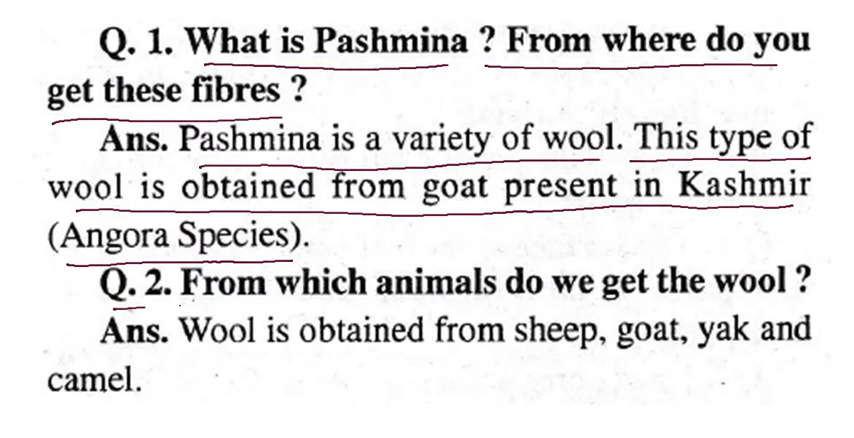 Q. 1. What is Pashmina ? From where do you
get these fibres ?
Ans. Pashmina is a variety of wool. This type of
wool is obtained from goat present in Kashmir
(Angora Species).
Q. 2. From which animals do we get the wool ?
Ans. Wool is obtained from sheep, goat, yak and
camel.